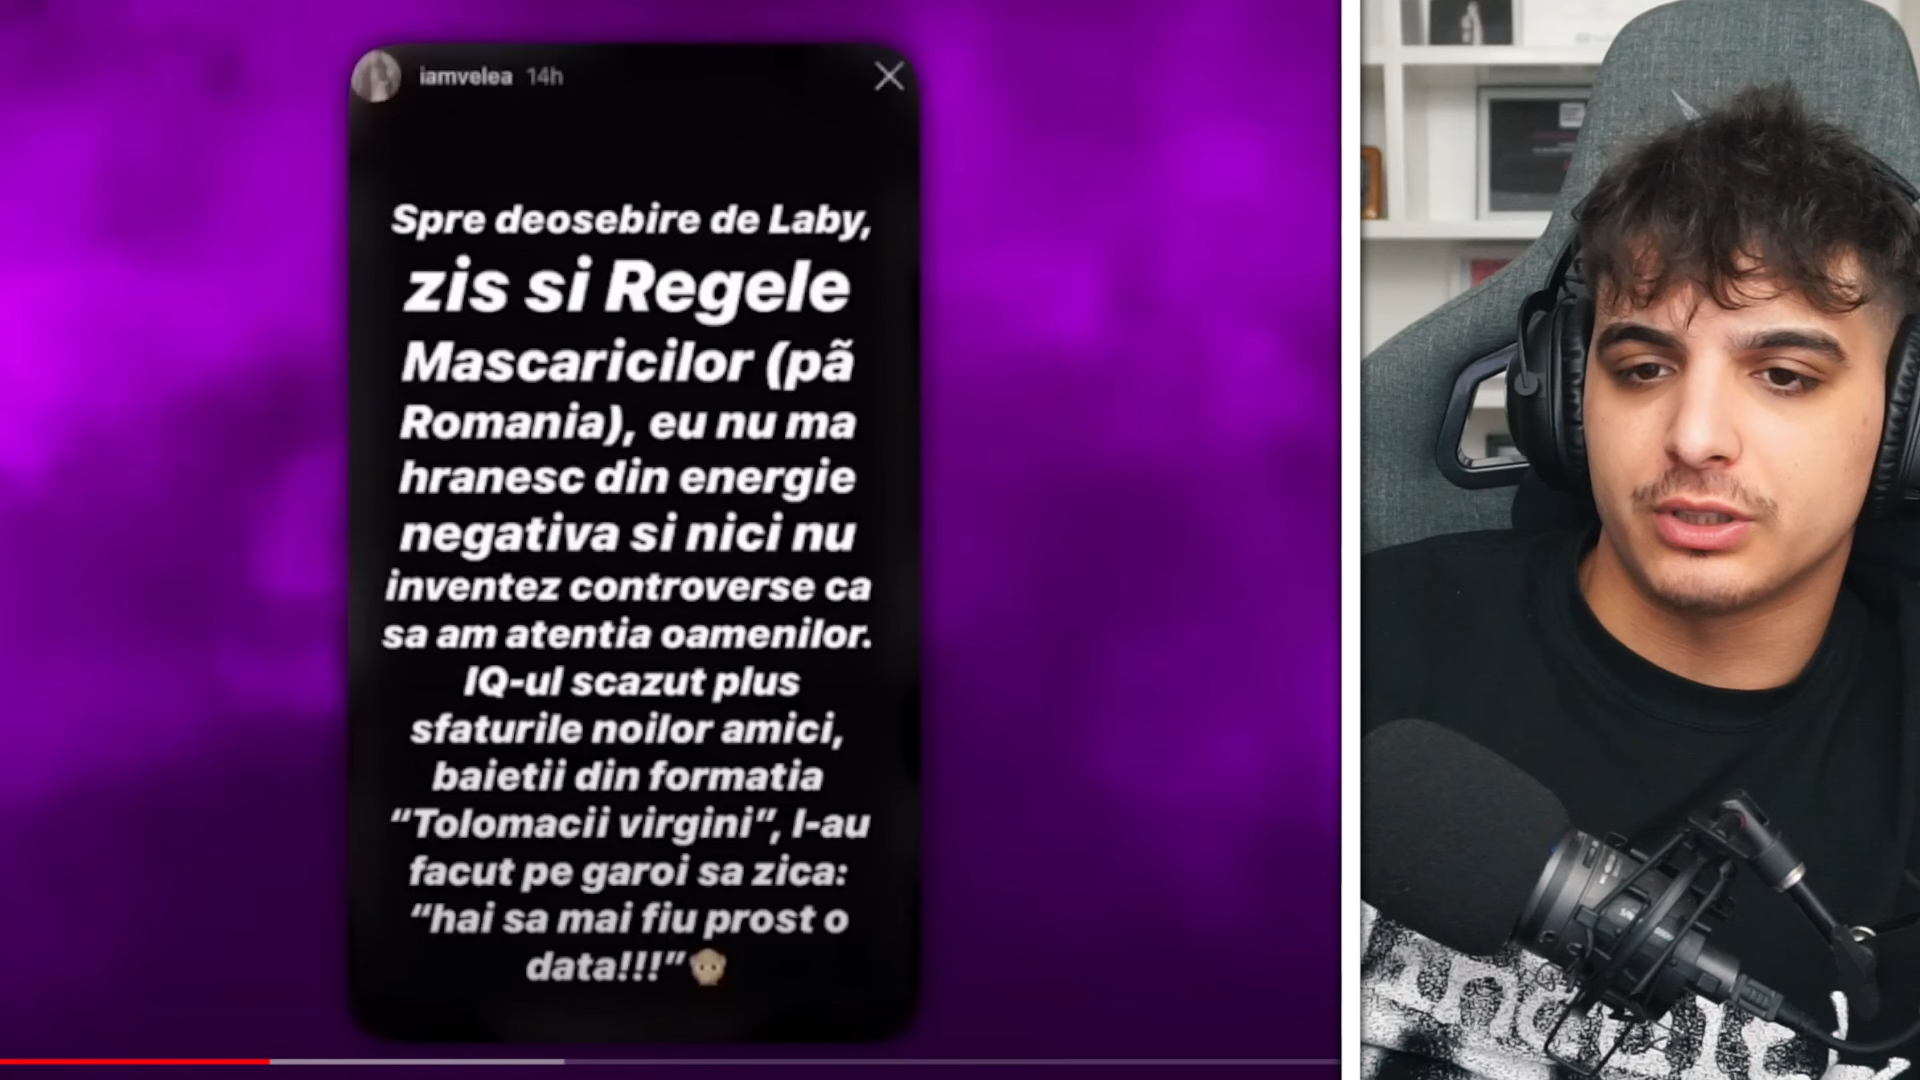 iamvelea 14h
Spre deosebire de Laby,
zis si Regele
Mascaricilor (pã
Romania), eu nu ma
hranesc din energie
negativa si nici nu
inventez controverse ca
sa am atentia oamenilor.
IQ-ul scazut plus
sfaturile noilor amici,
baietii din formatia
“Tolomacii virgini”, l-au
facut pe garoi sa zica:
“hai sa mai fiu prost o
data!!!”🙊